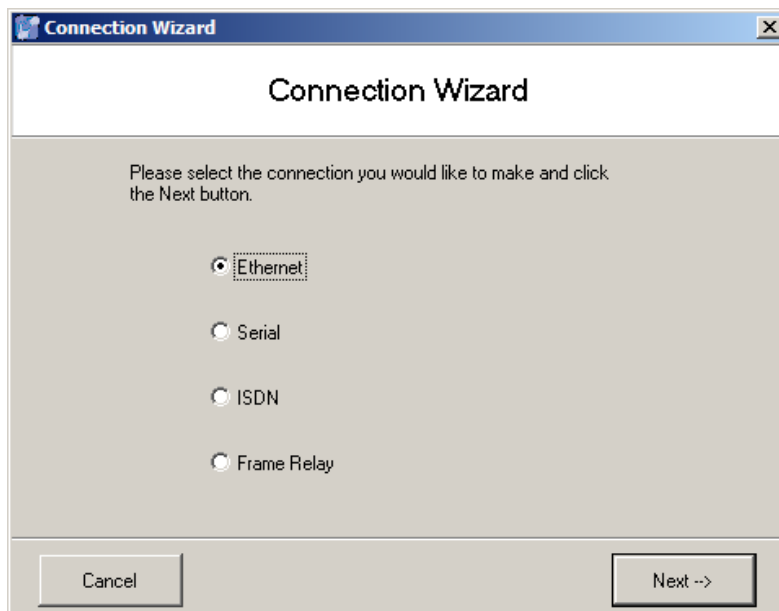 Connection Wizard
Connection Wizard
Please select the connection you would like to make and click
the Next button.
Ethernet
Serial
ISDN
Frame Relay
Cancel
Next -->